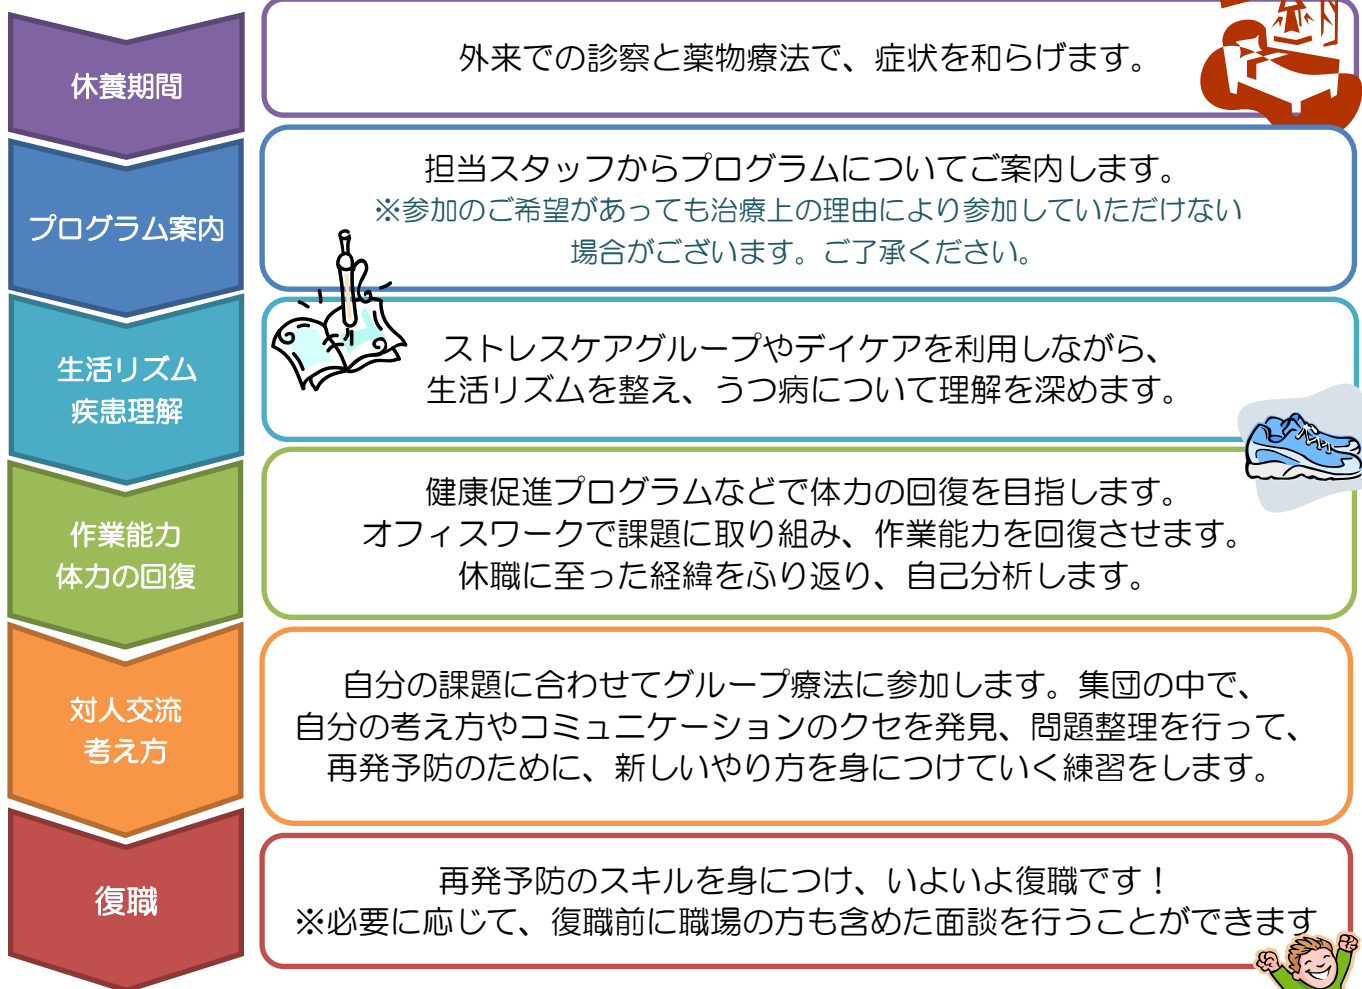 休養期間
外来での診察と薬物療法で、症状を和らげます。
プログラム案内
担当スタッフからプログラムについてご案内します。
※参加のご希望があっても治療上の理由により参加していただけない
場合がございます。ご了承ください。
生活リズム
疾患理解
ストレスケアグループやデイケアを利用しながら、
生活リズムを整え、うつ病について理解を深めます。
作業能力
体力の回復
健康促進プログラムなどで体力の回復を目指します。
オフィスワークで課題に取り組み、作業能力を回復させます。
休職に至った経緯をふり返り、自己分析します。
対人交流
考え方
自分の課題に合わせてグループ療法に参加します。集団の中で、
自分の考え方やコミュニケーションのクセを発見、問題整理を行って、
再発予防のために、新しいやり方を身につけていく練習をします。
復職
再発予防のスキルを身につけ、いよいよ復職です！
※必要に応じて、復職前に職場の方も含めた面談を行うことができます